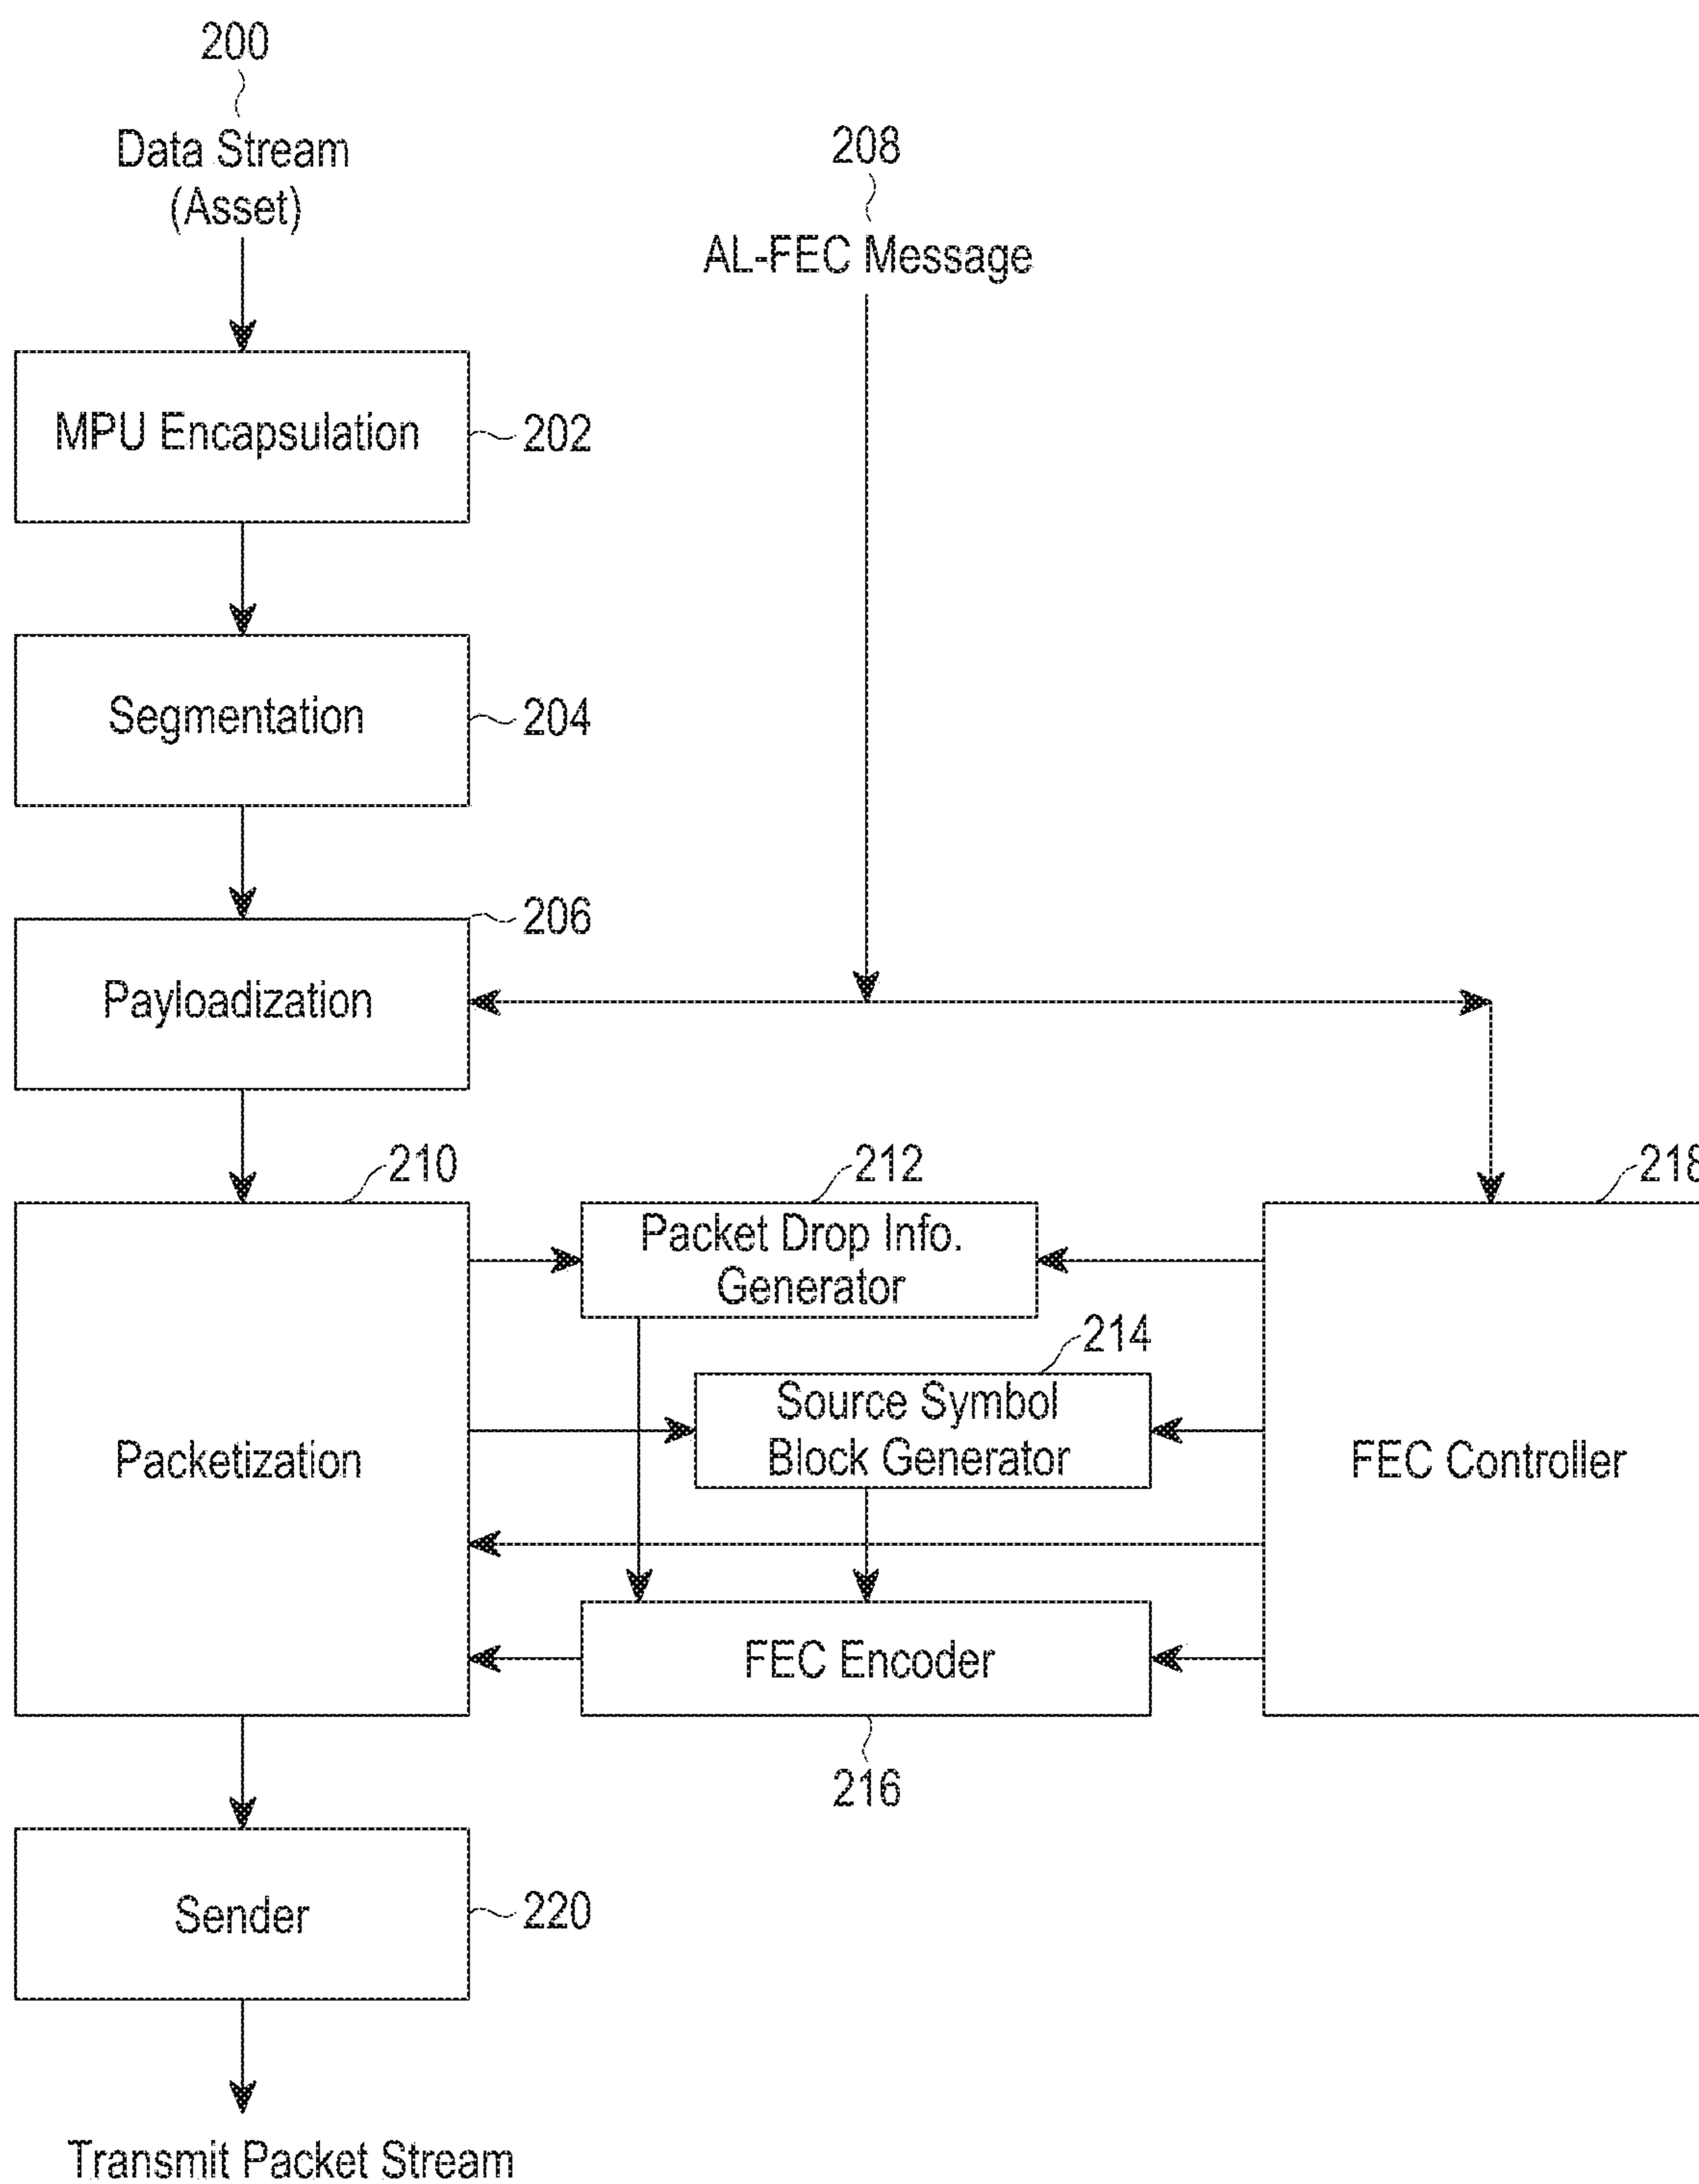 200
Data Stream
(Asset)
208
AL-FEC Message
MPU Encapsulation
202
Segmentation
204
206
Payloadization
210
212
218
Packet Drop Info.
Generator
214
Source Symbol
Block Generator
Packetization
FEC Controller
FEC Encoder
216
Sender
220
Transmit Packet Stream